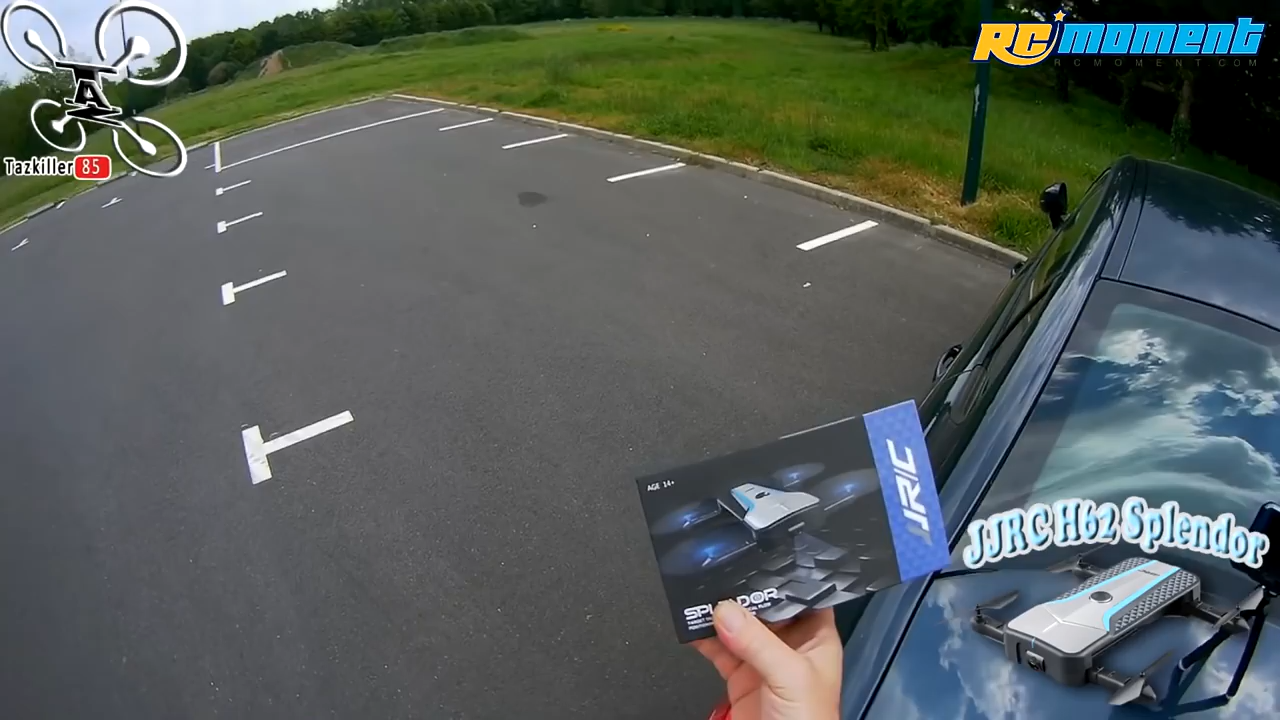 A
Tazkiller 85
RCmoment
RCMOMENT.COM
AGE 14+
JJRC
SPLENDOR
JJRC H62 Splendor